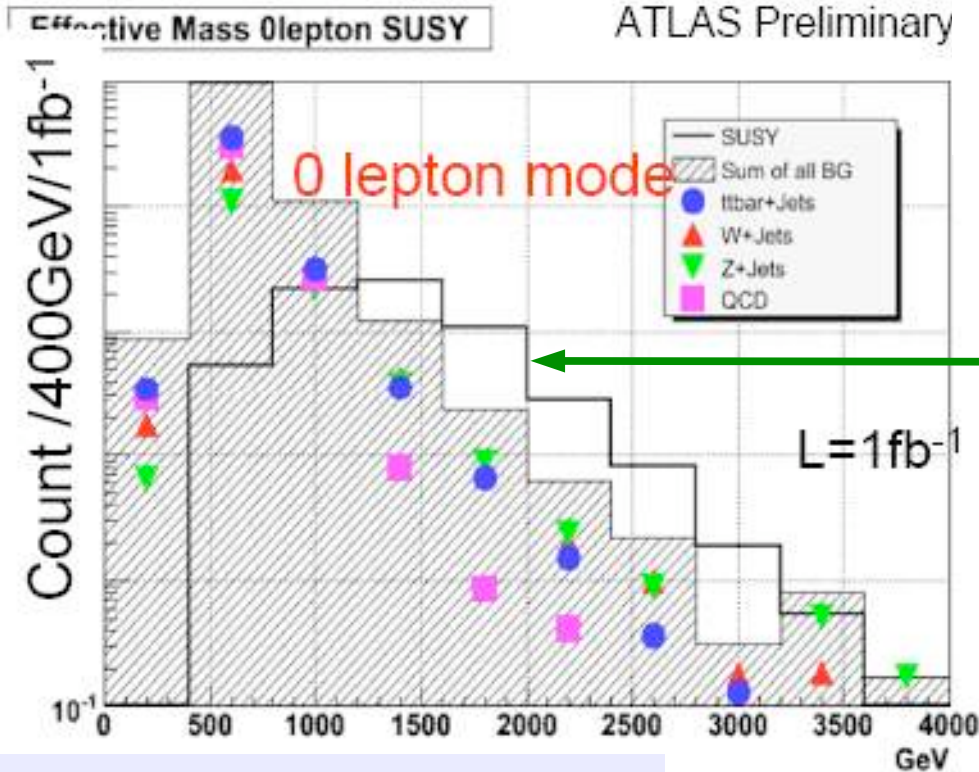 Effective Mass 0lepton SUSY
ATLAS Preliminary
Count /400GeV/1fb⁻¹
0 lepton mode
SUSY
Sum of all BG
ttbar+Jets
W+Jets
Z+Jets
QCD
L=1fb⁻¹
10⁻¹
0 500 1000 1500 2000 2500 3000 3500 4000
GeV